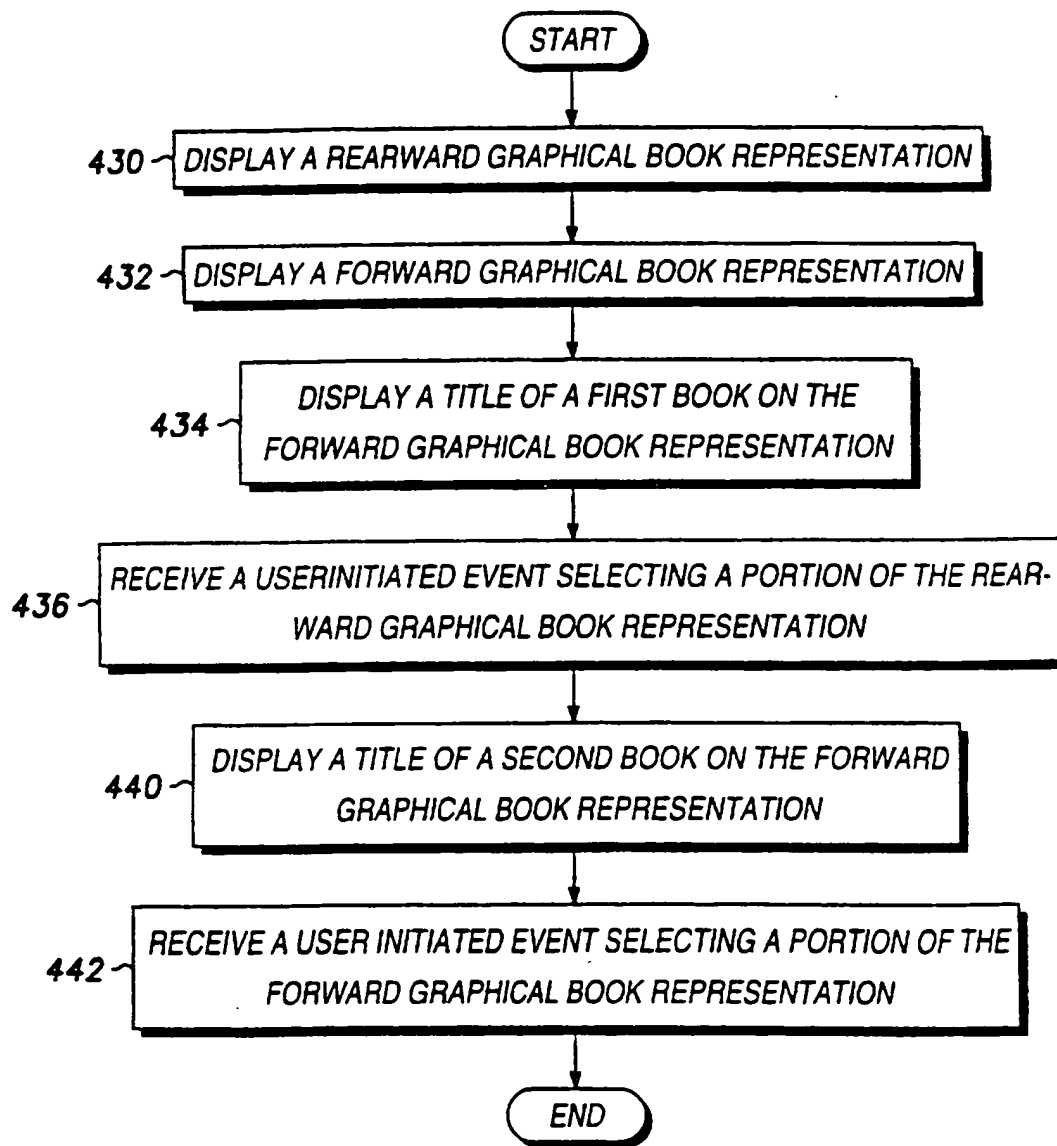 START
430 DISPLAY A REARWARD GRAPHICAL BOOK REPRESENTATION
432 DISPLAY A FORWARD GRAPHICAL BOOK REPRESENTATION
434 DISPLAY A TITLE OF A FIRST BOOK ON THE
FORWARD GRAPHICAL BOOK REPRESENTATION
436 RECEIVE A USERINITIATED EVENT SELECTING A PORTION OF THE REAR-
WARD GRAPHICAL BOOK REPRESENTATION
440 DISPLAY A TITLE OF A SECOND BOOK ON THE FORWARD
GRAPHICAL BOOK REPRESENTATION
442 RECEIVE A USER INITIATED EVENT SELECTING A PORTION OF THE
FORWARD GRAPHICAL BOOK REPRESENTATION
END